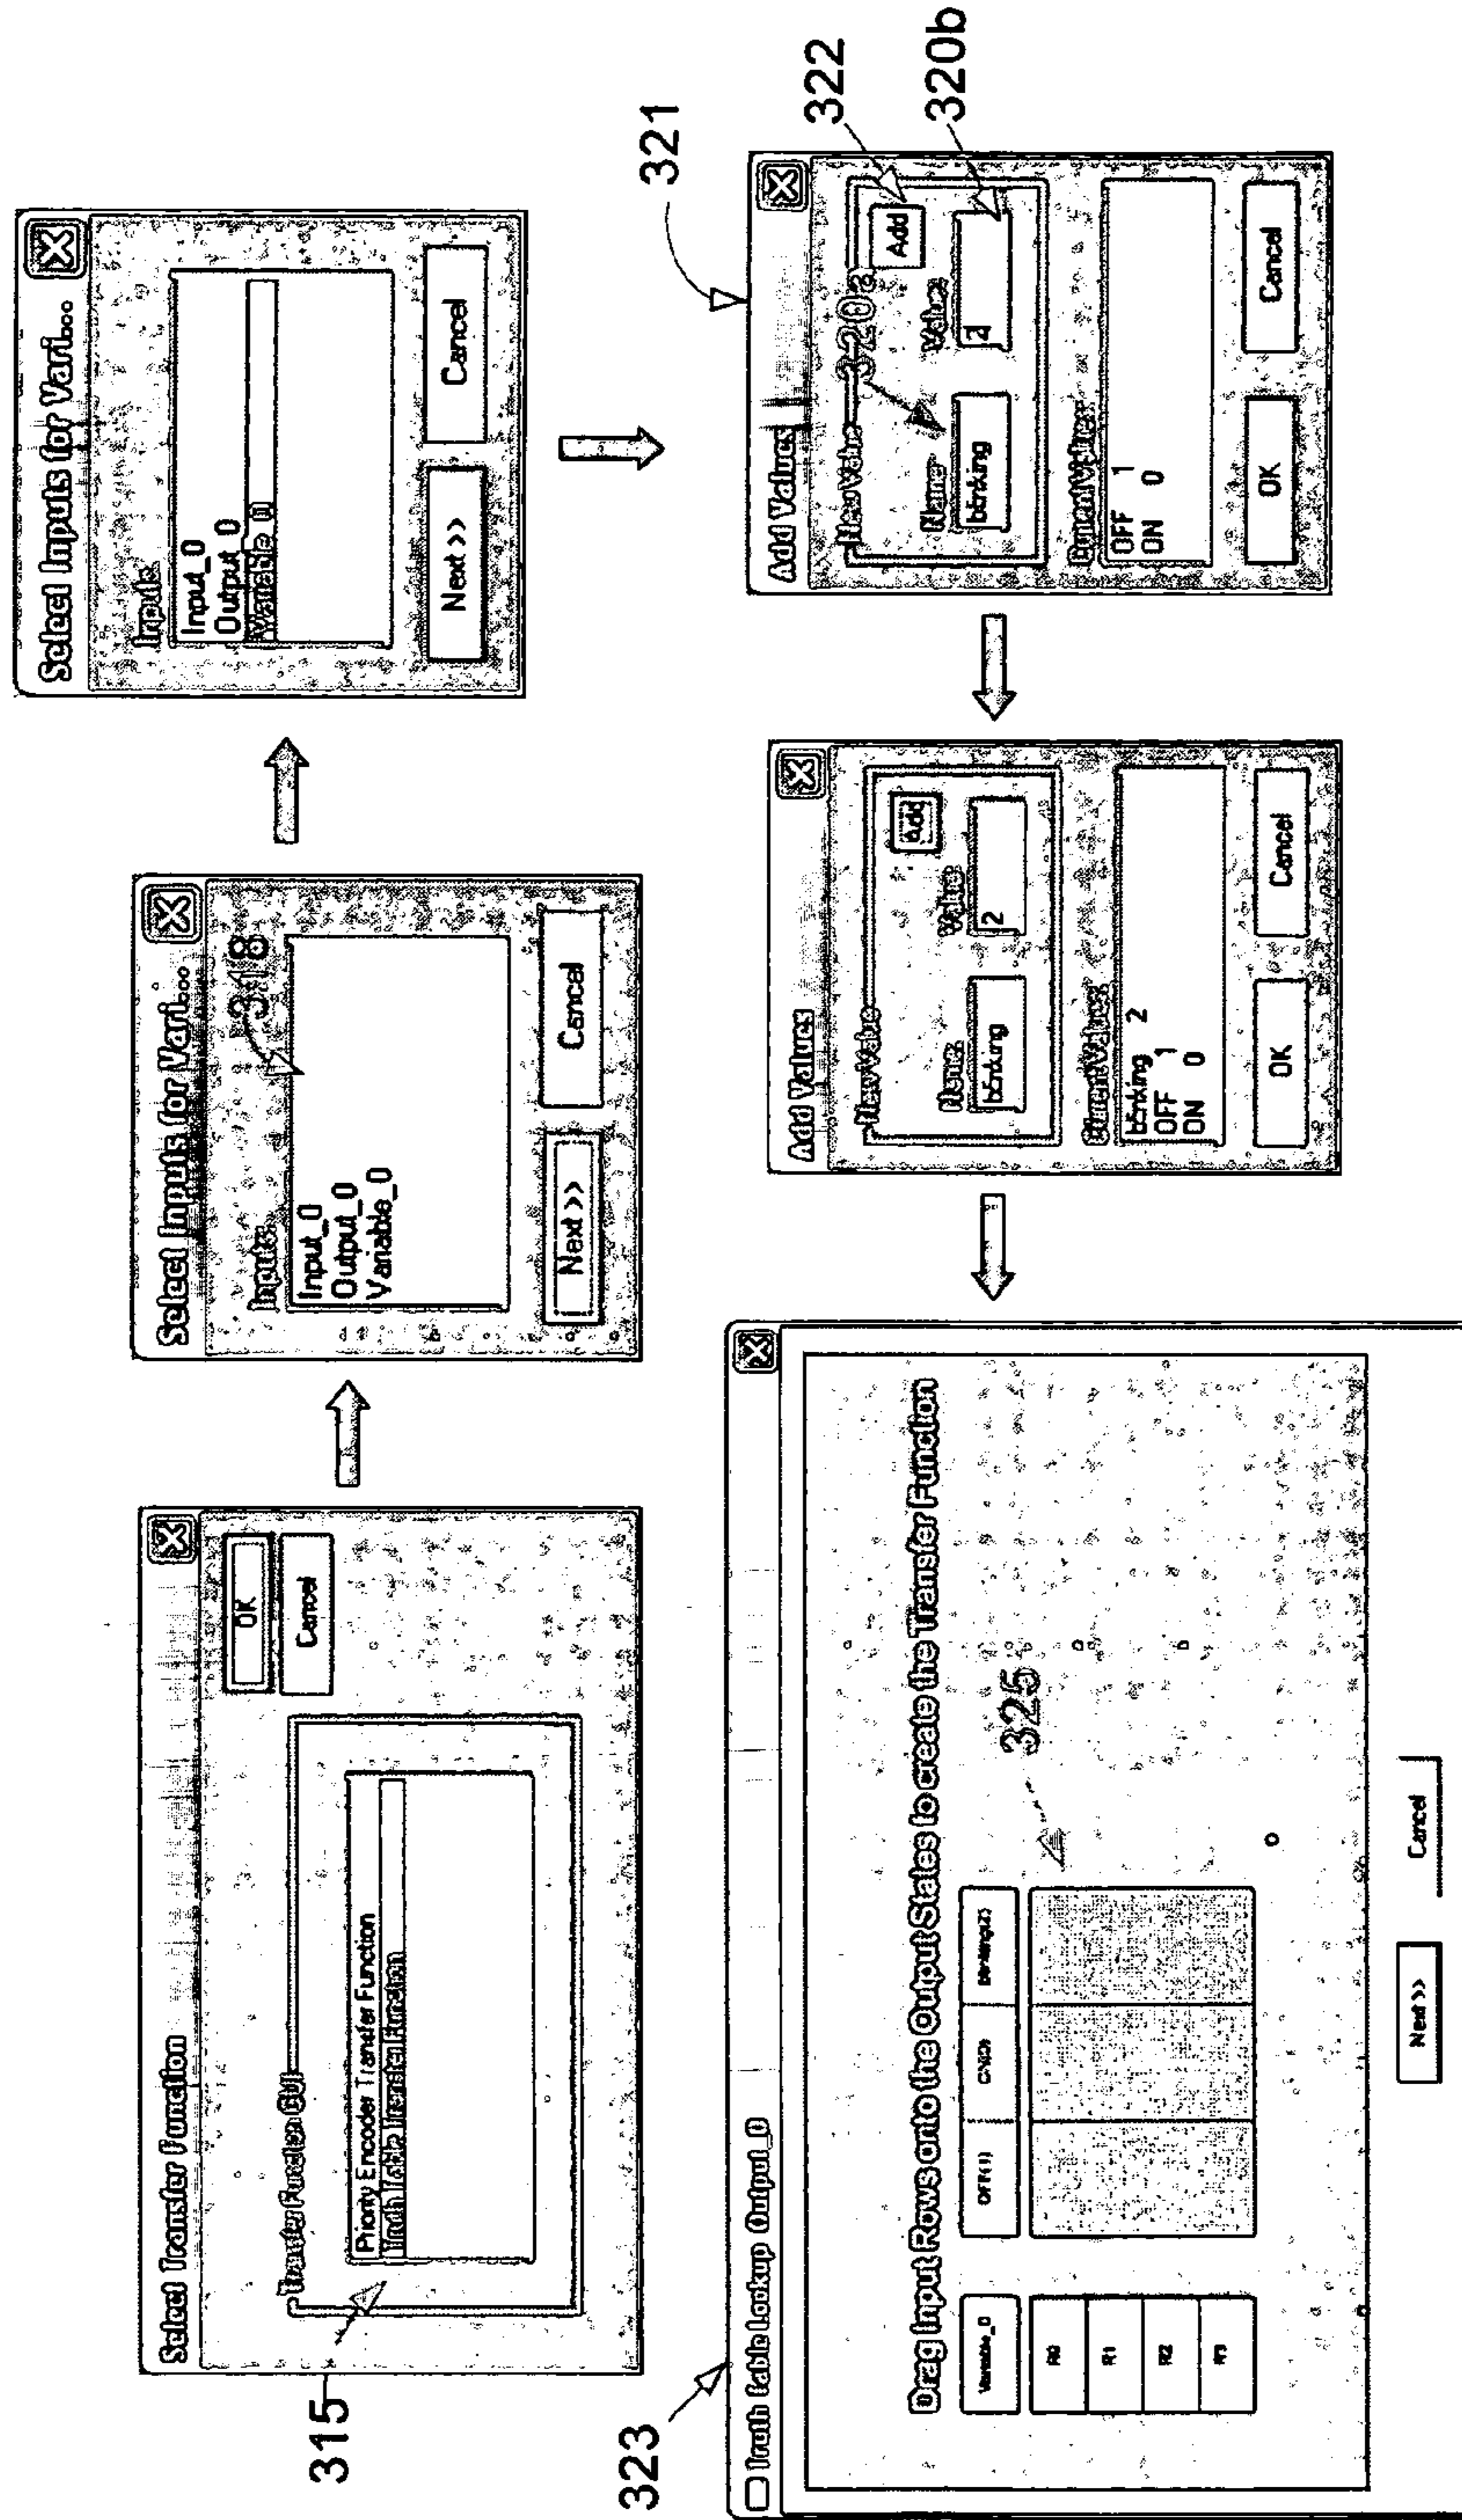 Select Transfer Function
Transfer Function GUI
Priority Encoder Transfer Function
Truth Table Transfer Function
OK
Cancel
315
Select Inputs for Vari...
318
Inputs
Input_0
Output_0
Variable_0
Next >>
Cancel
Select Inputs for Vari...
Inputs
Input_0
Output_0
Variable_0
Next >>
Cancel
321
Add Values
New Value
320a
322
Add
Name
Value
blinking
2
320b
Current Values
OFF 1
ON 0
OK
Cancel
Add Values
New Value
Add
Name
Value
blinking
2
Current Values
blinking 2
OFF 1
ON 0
OK
Cancel
323
Truth Table Lookup Output_0
Drag Input Rows onto the Output States to create the Transfer Function
Variable_0
OFF(1)
ON(0)
blinking(2)
325
R0
R1
R2
R3
Next >>
Cancel